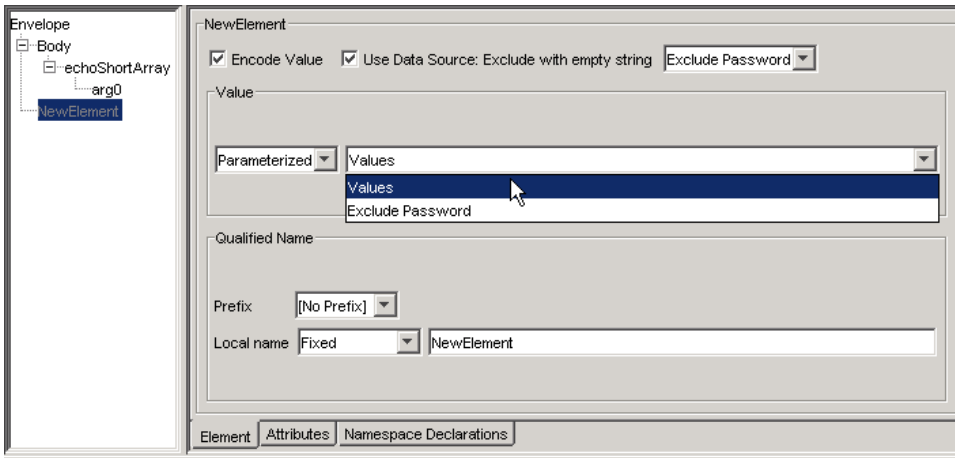 Envelope
Body
echoShortArray
arg0
NewElement
NewElement
Encode Value Use Data Source: Exclude with empty string Exclude Password
Value
Parameterized Values
Values
Exclude Password
Qualified Name
Prefix [No Prefix]
Local name Fixed NewElement
Element Attributes Namespace Declarations